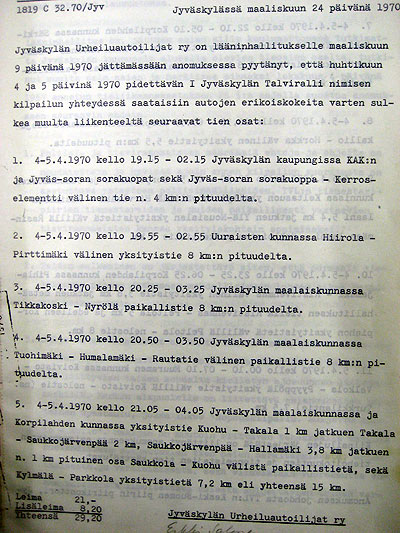 1819 C 32.70/Jyv Jyväskylässä maaliskuun 24 päivänä 1970
Jyväskylän Urheiluautoilijat ry on lääninhallitukselle maaliskuun
9 päivänä 1970 jättämässään anomuksessa pyytänyt, että huhtikuun
4 ja 5 päivinä 1970 pidettävän I Jyväskylän Talviralli nimisen
kilpailun yhteydessä saataisiin autojen erikoiskokeita varten sul-
kea muulta liikenteeltä seuraavat tien osat:
1. 4-5.4.1970 kello 19.15 - 02.15 Jyväskylän kaupungissa KAK:n
ja Jyväs-soran sorakuopat sekä Jyväs-soran sorakuoppa - Kerros-
elementti välinen tie n. 4 km:n pituudelta.
2. 4-5.4.1970 kello 19.55 - 02.55 Uuraisten kunnassa Hiirola -
Pirttimäki välinen yksityistie 8 km:n pituudelta.
3. 4-5.4.1970 kello 20.25 - 03.25 Jyväskylän maalaiskunnassa
Tikkakoski - Nyrölä paikallistie 8 km:n pituudelta.
4. 4-5.4.1970 kello 20.50 - 03.50 Jyväskylän maalaiskunnassa
Tuohimäki - Humalamäki - Rautatie välinen paikallistie 8 km:n pi-
tuudelta.
5. 4-5.4.1970 kello 21.05 - 04.05 Jyväskylän maalaiskunnassa ja
Korpilahden kunnassa yksityistie Kuohu - Takala 1 km jatkuen Takala
- Saukkojärvenpää 2 km, Saukkojärvenpää - Hallamäki 3,8 km jatkuen
n. 1 km pituinen osa Saukkola - Kuohu välistä paikallistietä, sekä
Kylmälä - Parkkola yksityistietä 7,2 km eli yhteensä 15 km.
Leima 21,-
Lisäleima 8,20
Yhteensä 29,20 Jyväskylän Urheiluautoilijat ry